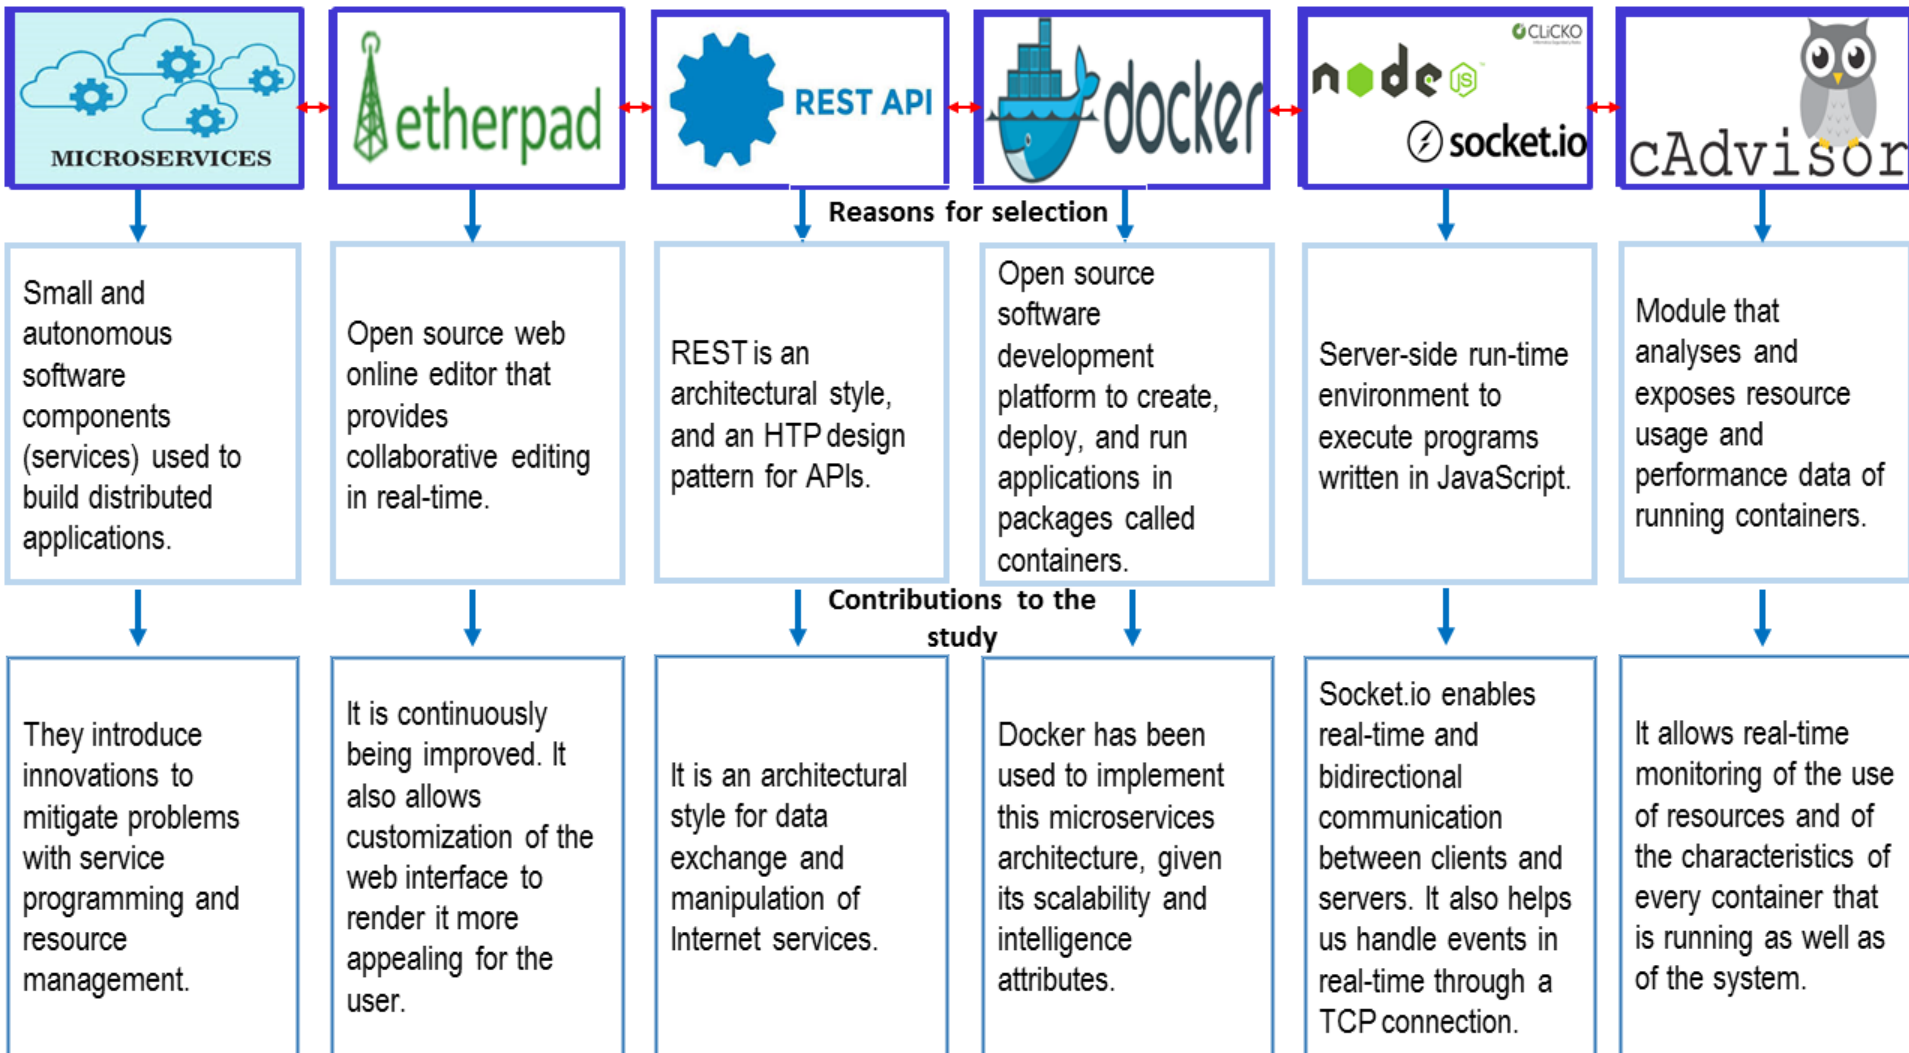 MICROSERVICES
etherpad
REST API
docker
CLiCKO
node
JS
socket.io
cAdvisor
Reasons for selection
Small and
autonomous
software
components
(services) used to
build distributed
applications.
Open source web
online editor that
provides
collaborative editing
in real-time.
REST is an
architectural style,
and an HTP design
pattern for APIs.
Open source
software
development
platform to create,
deploy, and run
applications in
packages called
containers.
Server-side run-time
environment to
execute programs
written in JavaScript.
Module that
analyses and
exposes resource
usage and
performance data of
running containers.
Contributions to the
study
They introduce
innovations to
mitigate problems
with service
programming and
resource
management.
It is continuously
being improved. It
also allows
customization of the
web interface to
render it more
appealing for the
user.
It is an architectural
style for data
exchange and
manipulation of
Internet services.
Docker has been
used to implement
this microservices
architecture, given
its scalability and
intelligence
attributes.
Socket.io enables
real-time and
bidirectional
communication
between clients and
servers. It also helps
us handle events in
real-time through a
TCP connection.
It allows real-time
monitoring of the use
of resources and of
the characteristics of
every container that
is running as well as
of the system.